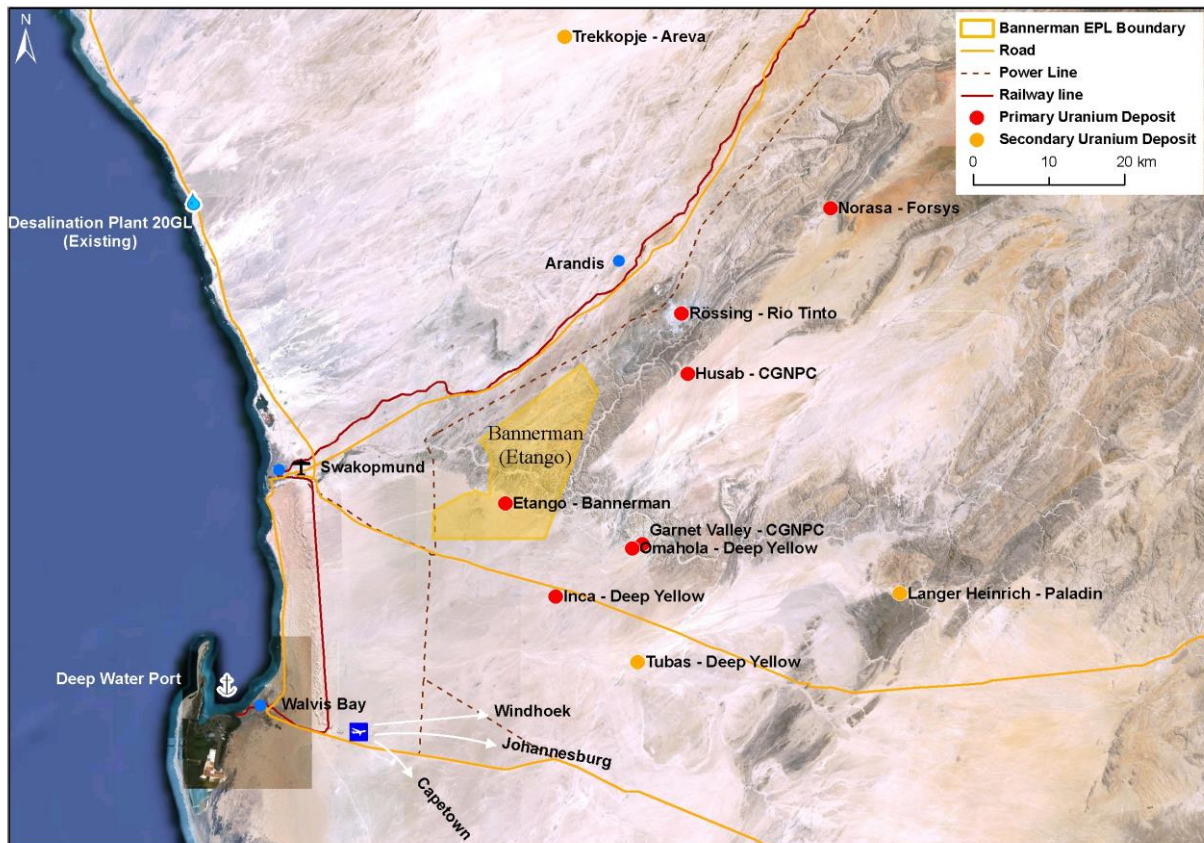 N
Trekkopje - Areva
Bannerman EPL Boundary
Road
Power Line
Railway line
Primary Uranium Deposit
Secondary Uranium Deposit
0 10 20 km
Desalination Plant 20GL
(Existing)
Norasa - Forsys
Arandis
Rössing - Rio Tinto
Husab - CGNPC
Bannerman
(Etango)
Swakopmund
Etango - Bannerman
Garnet Valley - CGNPC
Omahola - Deep Yellow
Inca - Deep Yellow
Langer Heinrich - Paladin
Tubas - Deep Yellow
Deep Water Port
Walvis Bay
Windhoek
Johannesburg
Capetown